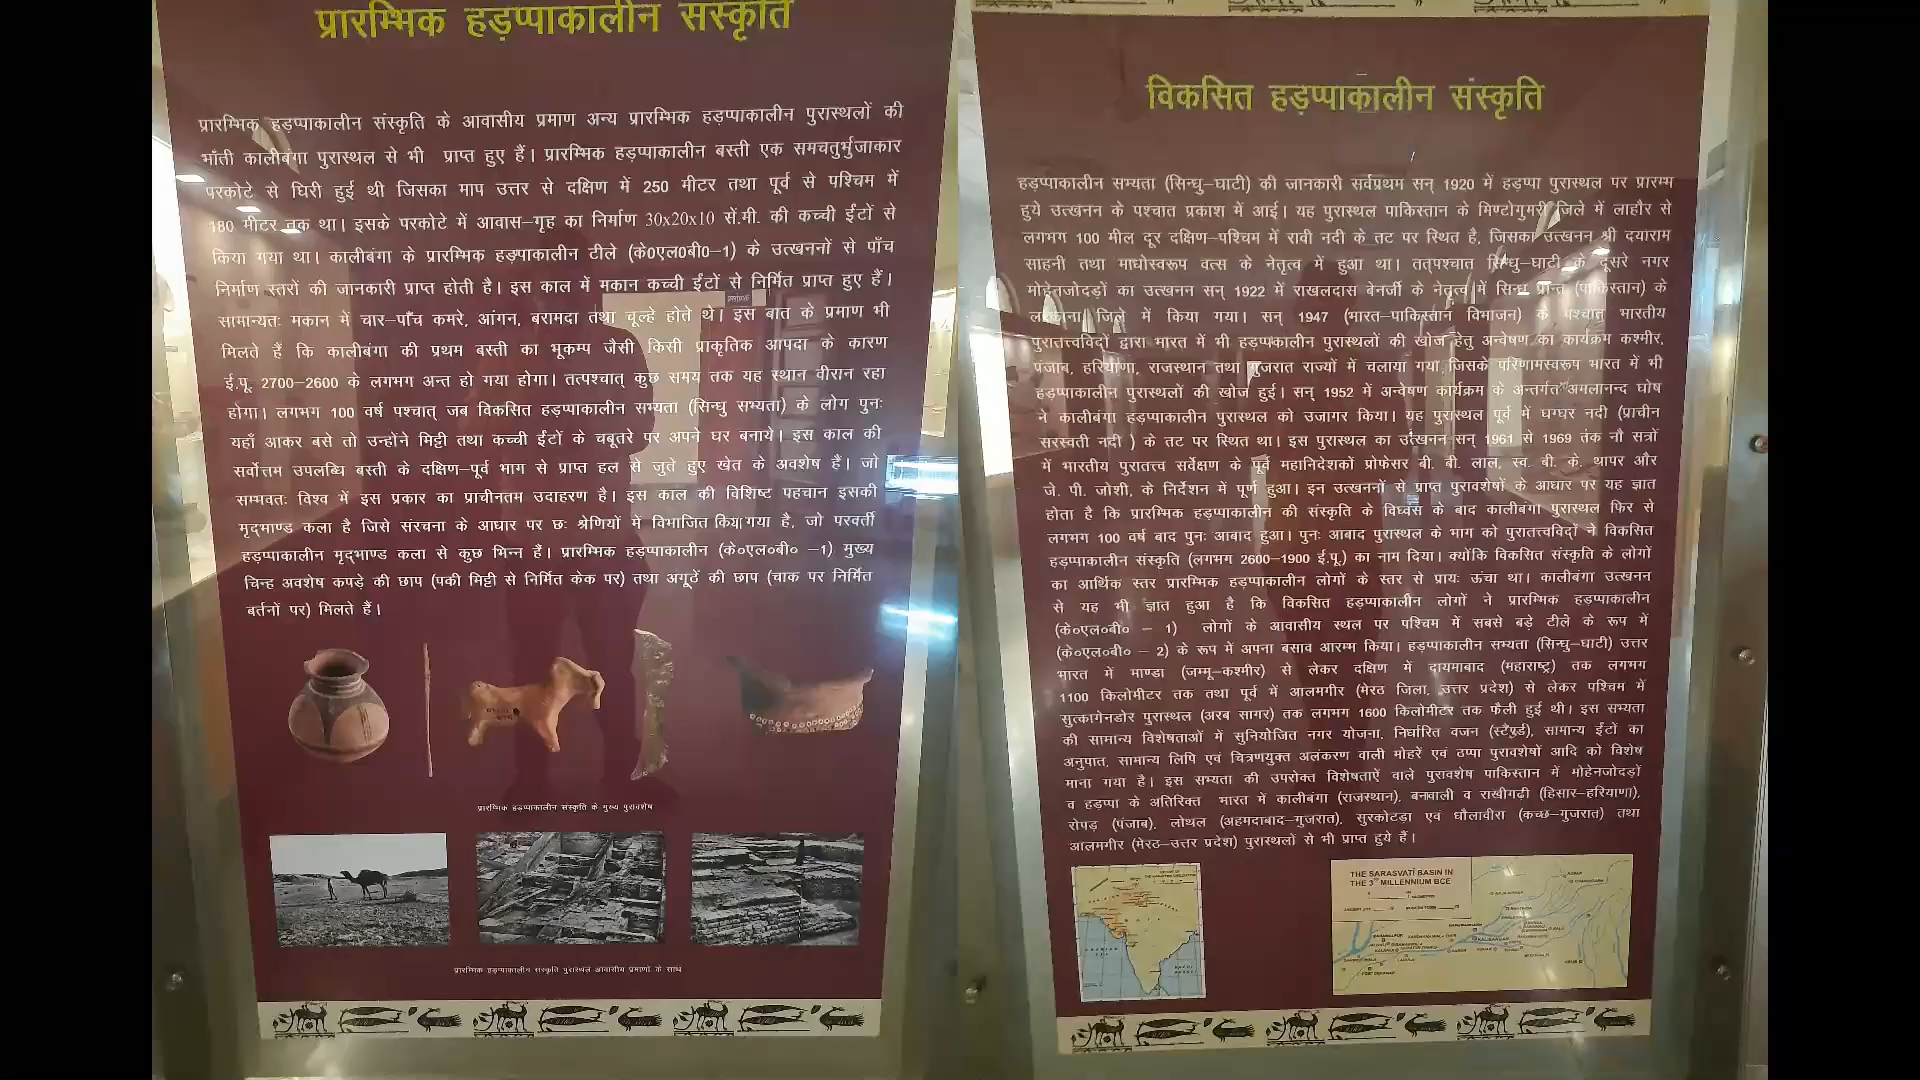 प्रारम्भिक हड़प्पाकालीन संस्कृति
प्रारम्भिक हड़प्पाकालीन संस्कृति के आवासीय प्रमाण अन्य प्रारम्भिक हड़प्पाकालीन पुरास्थलों की
भाँती कालीबंगा पुरास्थल से भी प्राप्त हुए हैं। प्रारम्भिक हड़प्पाकालीन बस्ती एक समचतुर्भुजाकार
परकोटे से घिरी हुई थी जिसका माप उत्तर से दक्षिण में 250 मीटर तथा पूर्व से पश्चिम में
180 मीटर तक था। इसके परकोटे में आवास–गृह का निर्माण 30x20x10 सें.मी. की कच्ची ईंटों से
किया गया था। कालीबंगा के प्रारम्भिक हड़प्पाकालीन टीले (के०एल०बी०–1) के उत्खननों से पाँच
निर्माण स्तरों की जानकारी प्राप्त होती है। इस काल में मकान कच्ची ईंटों से निर्मित प्राप्त हुए हैं।
सामान्यतः मकान में चार–पाँच कमरे, आंगन, बरामदा तथा चूल्हे होते थे। इस बात के प्रमाण भी
मिलते हैं कि कालीबंगा की प्रथम बस्ती का भूकम्प जैसी किसी प्राकृतिक आपदा के कारण
ई.पू. 2700–2600 के लगभग अन्त हो गया होगा। तत्पश्चात् कुछ समय तक यह स्थान वीरान रहा
होगा। लगभग 100 वर्ष पश्चात् जब विकसित हड़प्पाकालीन सभ्यता (सिन्धु सभ्यता) के लोग पुनः
यहाँ आकर बसे तो उन्होंने मिट्टी तथा कच्ची ईंटों के चबूतरे पर अपने घर बनाये। इस काल की
सर्वोत्तम उपलब्धि बस्ती के दक्षिण–पूर्व भाग से प्राप्त हल से जुते हुए खेत के अवशेष हैं। जो
सम्भवतः विश्व में इस प्रकार का प्राचीनतम उदाहरण है। इस काल की विशिष्ट पहचान इसकी
मृद्भाण्ड कला है जिसे संरचना के आधार पर छः श्रेणियों में विभाजित किया गया है, जो परवर्ती
हड़प्पाकालीन मृद्भाण्ड कला से कुछ भिन्न हैं। प्रारम्भिक हड़प्पाकालीन (के०एल०बी० –1) मुख्य
चिन्ह अवशेष कपड़े की छाप (पकी मिट्टी से निर्मित केक पर) तथा अगूठें की छाप (चाक पर निर्मित
बर्तनों पर) मिलते हैं।
प्रारम्भिक हड़प्पाकालीन संस्कृति के मुख्य पुरावशेष
प्रारम्भिक हड़प्पाकालीन संस्कृति पुरास्थल आवासीय प्रमाणों के साथ
विकसित हड़प्पाकालीन संस्कृति
हड़प्पाकालीन सभ्यता (सिन्धु–घाटी) की जानकारी सर्वप्रथम सन् 1920 में हड़प्पा पुरास्थल पर प्रारम्भ
हुये उत्खनन के पश्चात प्रकाश में आई। यह पुरास्थल पाकिस्तान के मिण्टोगुमरी जिले में लाहौर से
लगभग 100 मील दूर दक्षिण–पश्चिम में रावी नदी के तट पर स्थित है, जिसका उत्खनन श्री दयाराम
साहनी तथा माधोस्वरूप वत्स के नेतृत्व में हुआ था। तत्पश्चात सिन्धु–घाटी के दूसरे नगर
मोहेनजोदड़ों का उत्खनन सन् 1922 में राखलदास बेनर्जी के नेतृत्व में सिन्ध प्रान्त (पाकिस्तान) के
लरकाना जिले में किया गया। सन् 1947 (भारत–पाकिस्तान विभाजन) के पश्चात भारतीय
पुरातत्त्वविदों द्वारा भारत में भी हड़प्पाकालीन पुरास्थलों की खोज हेतु अन्वेषण का कार्यक्रम कश्मीर,
पंजाब, हरियाणा, राजस्थान तथा गुजरात राज्यों में चलाया गया जिसके परिणामस्वरूप भारत में भी
हड़प्पाकालीन पुरास्थलों की खोज हुई। सन् 1952 में अन्वेषण कार्यक्रम के अन्तर्गत अमलानन्द घोष
ने कालीबंगा हड़प्पाकालीन पुरास्थल को उजागर किया। यह पुरास्थल पूर्व में घग्घर नदी (प्राचीन
सरस्वती नदी ) के तट पर स्थित था। इस पुरास्थल का उत्खनन सन् 1961 से 1969 तक नौ सत्रों
में भारतीय पुरातत्त्व सर्वेक्षण के पूर्व महानिदेशकों प्रोफेसर बी. बी. लाल, स्व. बी. के. थापर और
जे. पी. जोशी, के निर्देशन में पूर्ण हुआ। इन उत्खननों से प्राप्त पुरावशेषों के आधार पर यह ज्ञात
होता है कि प्रारम्भिक हड़प्पाकालीन की संस्कृति के विध्वंस के बाद कालीबंगा पुरास्थल फिर से
लगभग 100 वर्ष बाद पुनः आबाद हुआ। पुनः आबाद पुरास्थल के भाग को पुरातत्त्वविदों ने विकसित
हड़प्पाकालीन संस्कृति (लगभग 2600–1900 ई.पू.) का नाम दिया। क्योंकि विकसित संस्कृति के लोगों
का आर्थिक स्तर प्रारम्भिक हड़प्पाकालीन लोगों के स्तर से प्रायः ऊंचा था। कालीबंगा उत्खनन
से यह भी ज्ञात हुआ है कि विकसित हड़प्पाकालीन लोगों ने प्रारम्भिक हड़प्पाकालीन
(के०एल०बी० – 1) लोगों के आवासीय स्थल पर पश्चिम में सबसे बड़े टीले के रूप में
(के०एल०बी० – 2) के रूप में अपना बसाव आरम्भ किया। हड़प्पाकालीन सभ्यता (सिन्धु–घाटी) उत्तर
भारत में माण्डा (जम्मू–कश्मीर) से लेकर दक्षिण में दायमाबाद (महाराष्ट्र) तक लगभग
1100 किलोमीटर तक तथा पूर्व में आलमगीर (मेरठ जिला, उत्तर प्रदेश) से लेकर पश्चिम में
सुत्कागेनडोर पुरास्थल (अरब सागर) तक लगभग 1600 किलोमीटर तक फैली हुई थी। इस सभ्यता
की सामान्य विशेषताओं में सुनियोजित नगर योजना, निर्धारित वजन (स्टैण्डर्ड), सामान्य ईंटों का
अनुपात, सामान्य लिपि एवं चित्रणयुक्त अलंकरण वाली मोहरें एवं ठप्पा पुरावशेषों आदि को विशेष
माना गया है। इस सभ्यता की उपरोक्त विशेषताऐं वाले पुरावशेष पाकिस्तान में मोहेनजोदड़ों
व हड़प्पा के अतिरिक्त भारत में कालीबंगा (राजस्थान), बनवाली व राखीगढ़ी (हिसार–हरियाणा),
रोपड़ (पंजाब), लोथल (अहमदाबाद–गुजरात), सुरकोटड़ा एवं धौलावीरा (कच्छ–गुजरात) तथा
आलमगीर (मेरठ–उत्तर प्रदेश) पुरास्थलों से भी प्राप्त हुये हैं।
THE SARASVATI BASIN IN
THE 3RD MILLENNIUM BCE